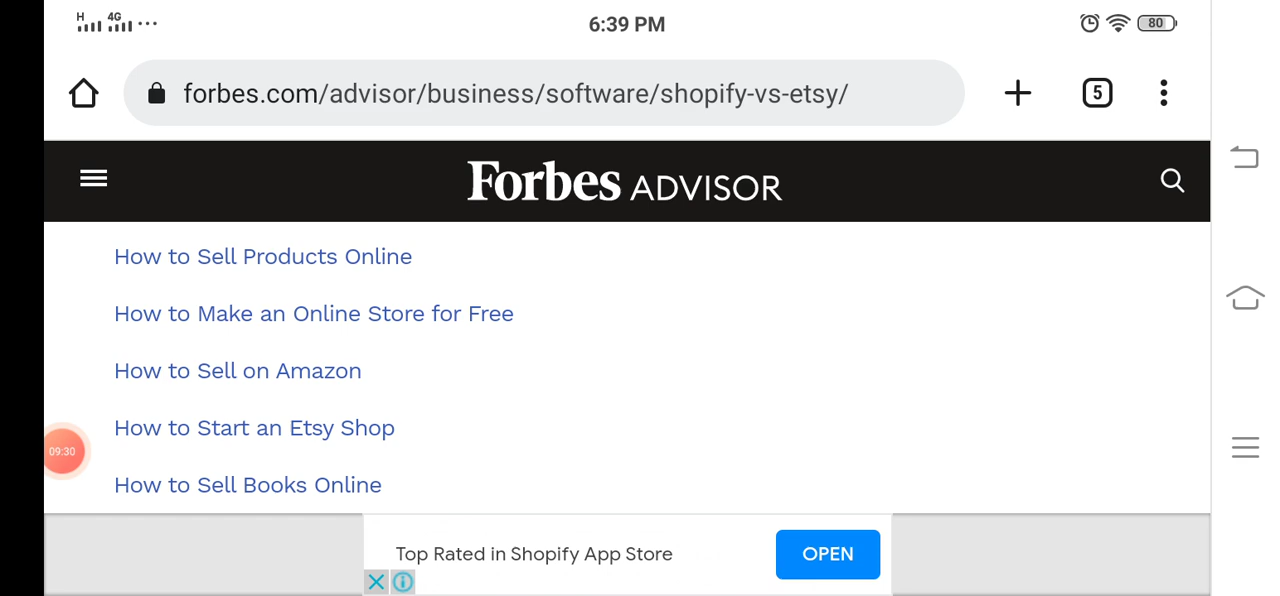 H 4G ... 6:39 PM 80
forbes.com/advisor/business/software/shopify-vs-etsy/ 5
Forbes ADVISOR
How to Sell Products Online
How to Make an Online Store for Free
How to Sell on Amazon
How to Start an Etsy Shop
09:30
How to Sell Books Online
Top Rated in Shopify App Store OPEN